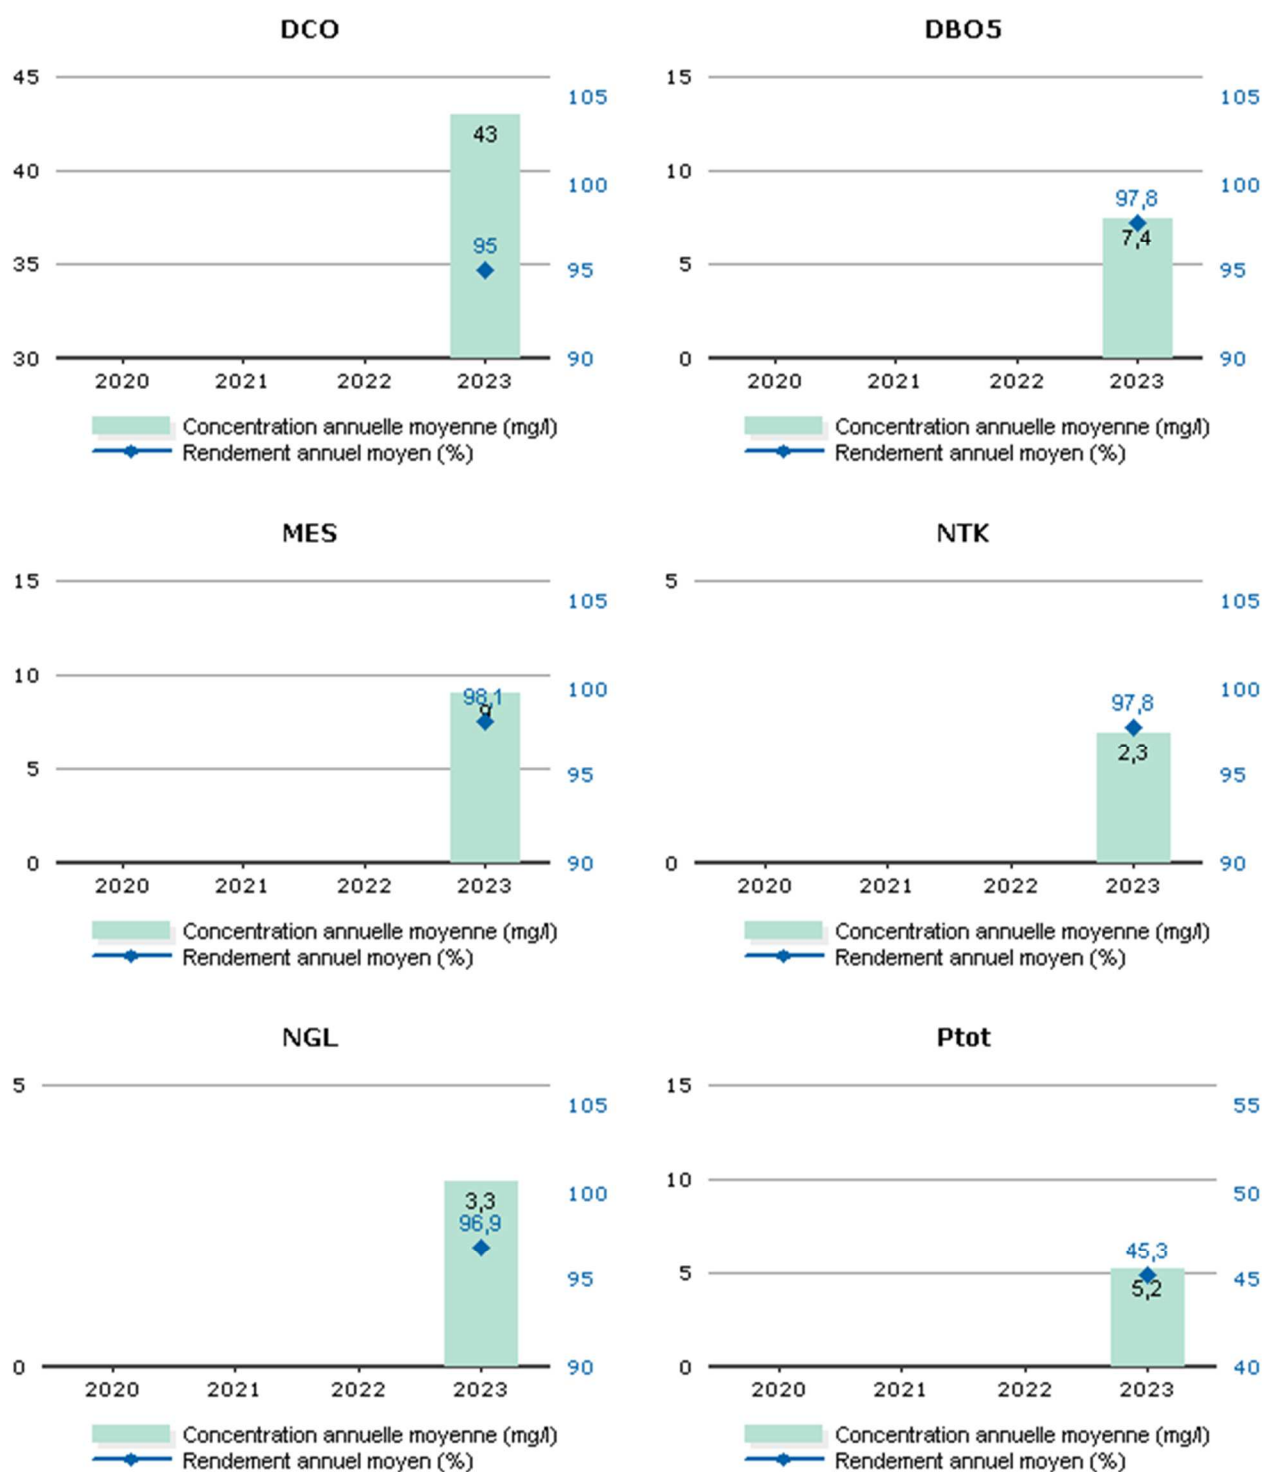 DCO
45
40
35
30
105
100
95
90
43
95
2020 2021 2022 2023
Concentration annuelle moyenne (mg/l)
Rendement annuel moyen (%)
DBO5
15
10
5
0
105
100
95
90
97,8
7,4
2020 2021 2022 2023
Concentration annuelle moyenne (mg/l)
Rendement annuel moyen (%)
MES
15
10
5
0
105
100
95
90
98,1
9
2020 2021 2022 2023
Concentration annuelle moyenne (mg/l)
Rendement annuel moyen (%)
NTK
5
0
105
100
95
90
97,8
2,3
2020 2021 2022 2023
Concentration annuelle moyenne (mg/l)
Rendement annuel moyen (%)
NGL
5
0
105
100
95
90
3,3
96,9
2020 2021 2022 2023
Concentration annuelle moyenne (mg/l)
Rendement annuel moyen (%)
Ptot
15
10
5
0
55
50
45
40
45,3
5,2
2020 2021 2022 2023
Concentration annuelle moyenne (mg/l)
Rendement annuel moyen (%)